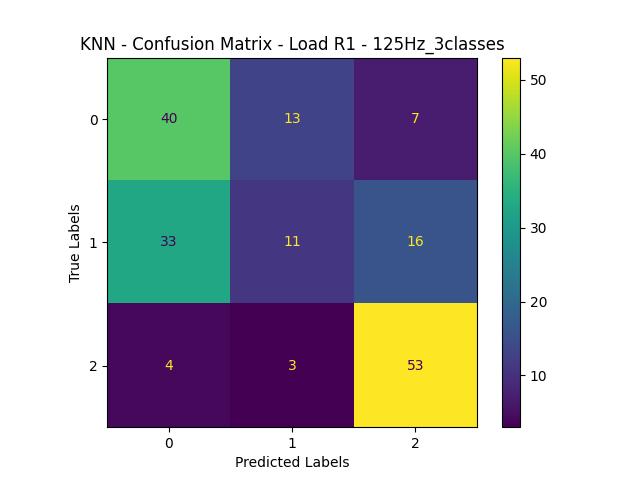 KNN - Confusion Matrix - Load R1 - 125Hz_3classes
0 40 13 7
1 33 11 16
2 4 3 53
0 1 2
Predicted Labels
True Labels
50
40
30
20
10